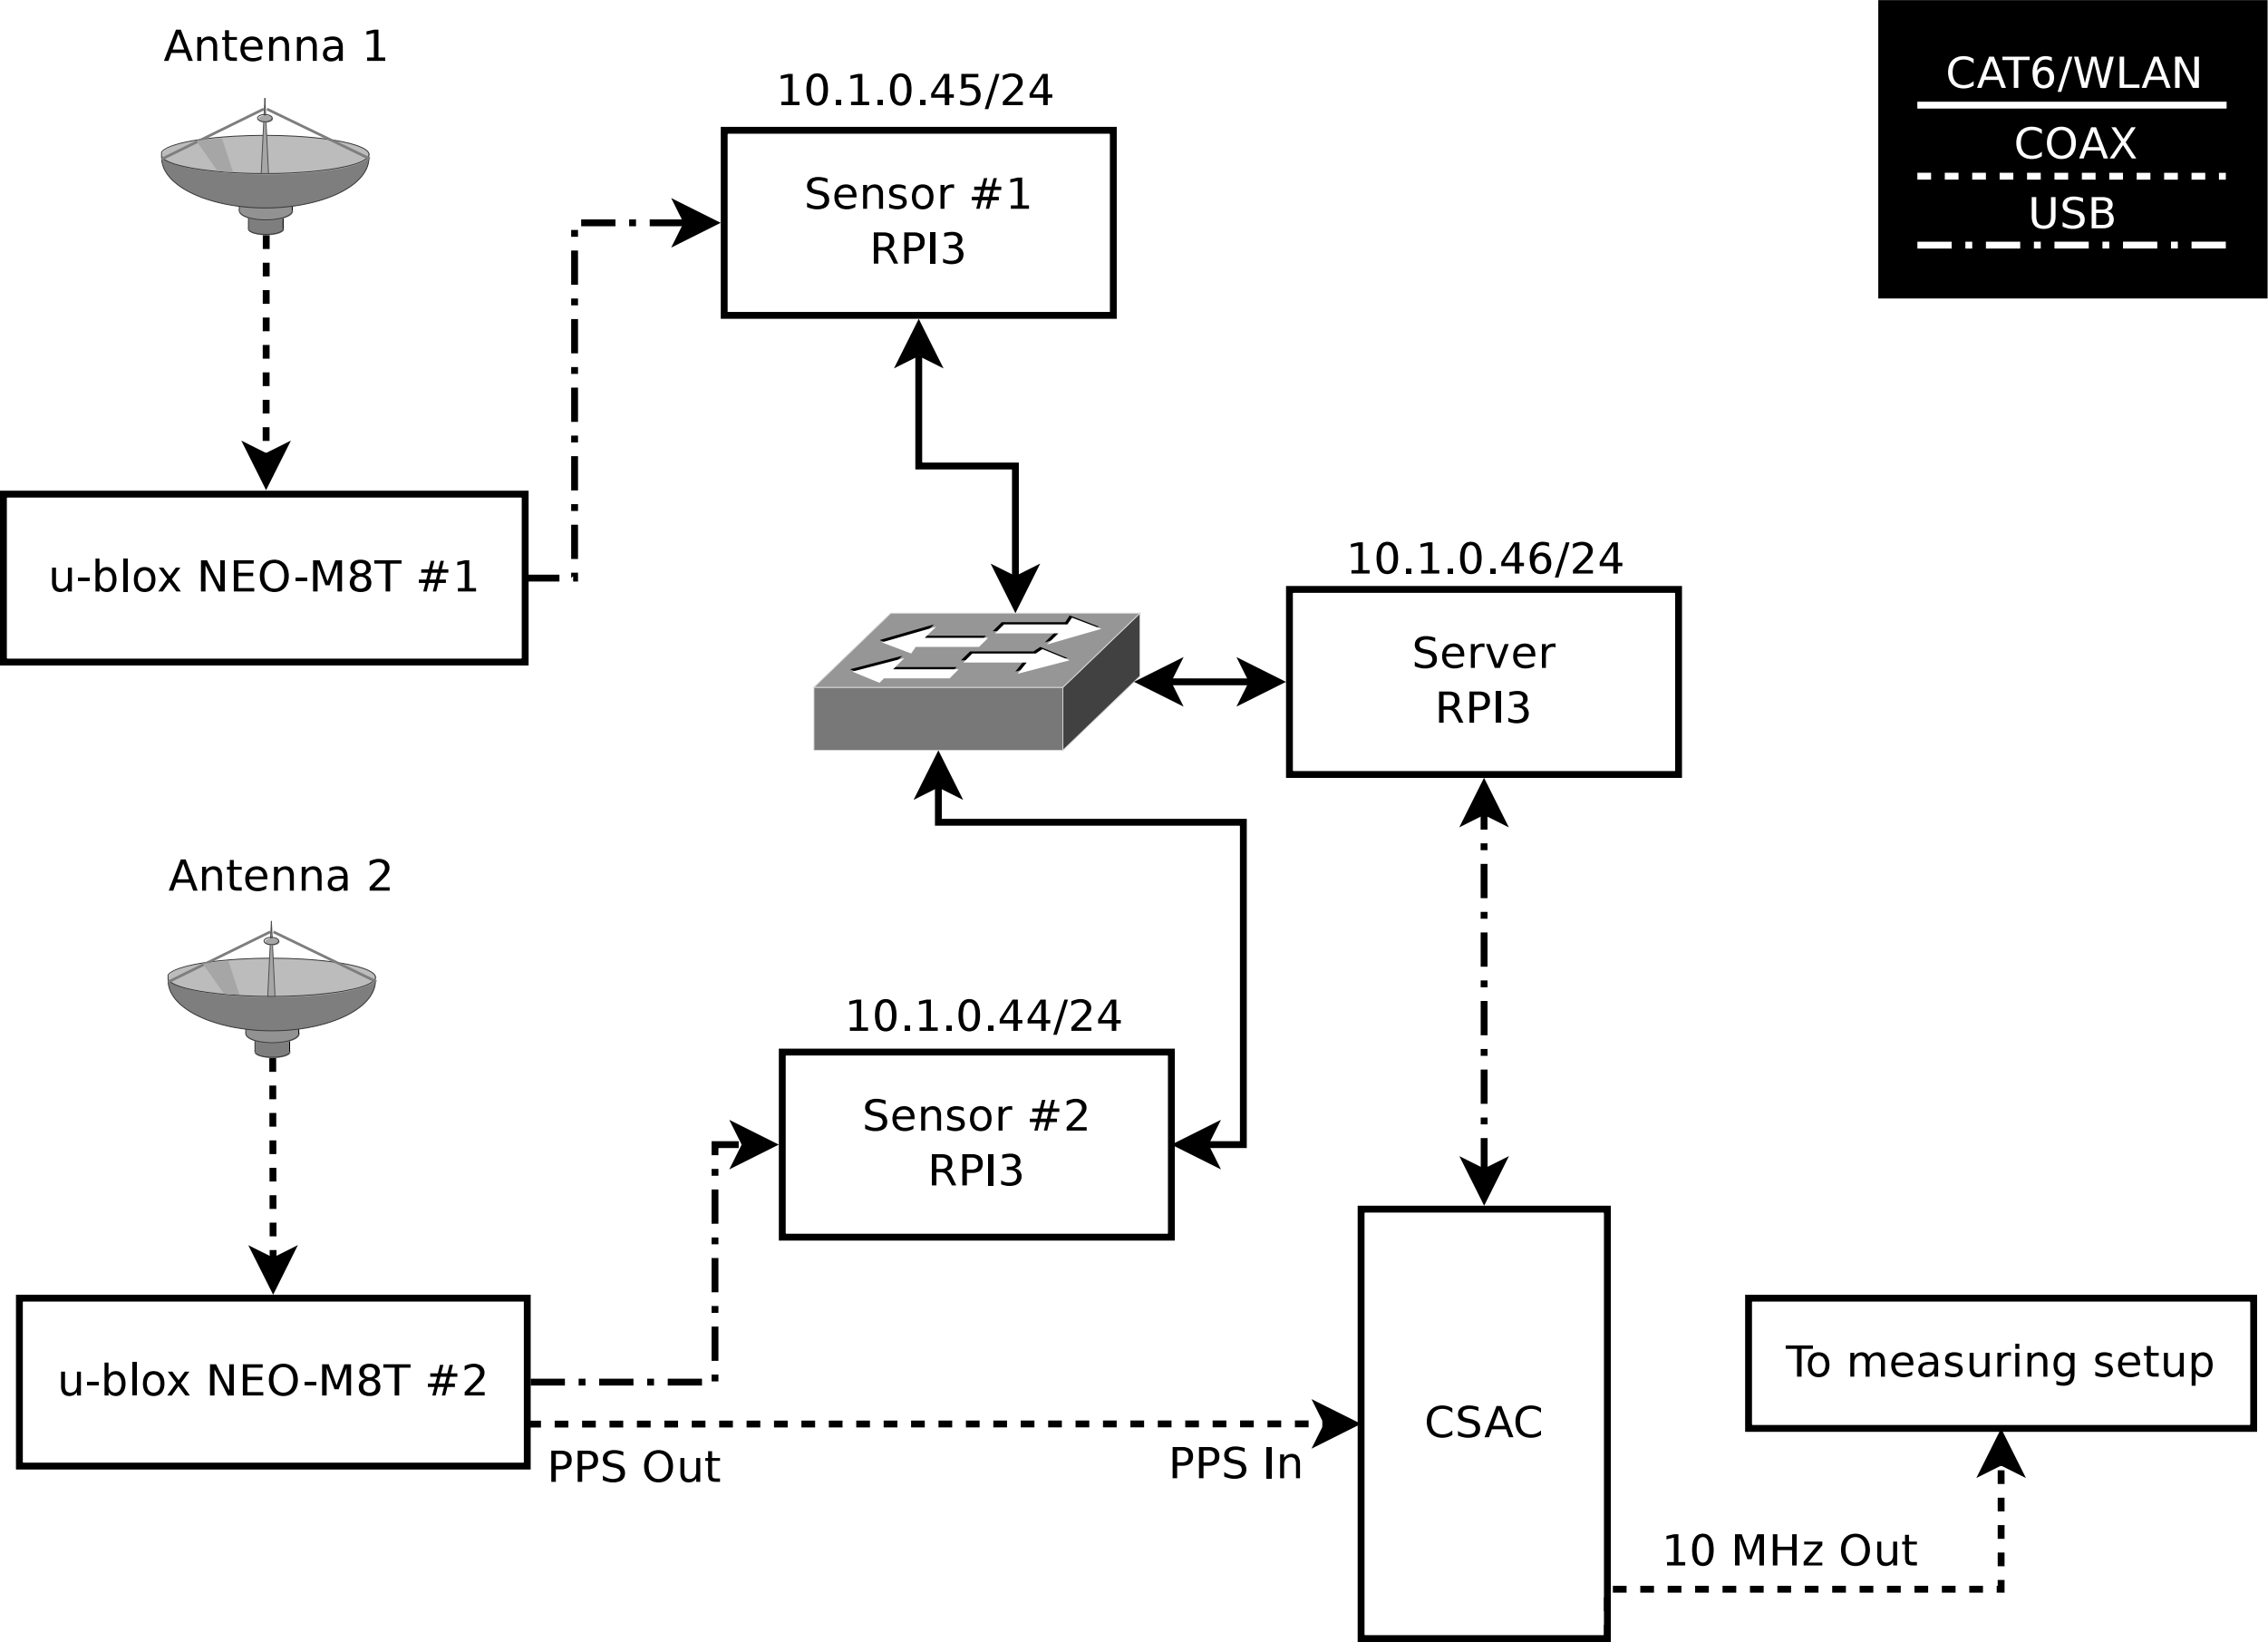 Antenna 1
10.1.0.45/24
CAT6/WLAN
COAX
USB
Sensor #1
RPI3
u-blox NEO-M8T #1
10.1.0.46/24
Server
RPI3
Antenna 2
10.1.0.44/24
Sensor #2
RPI3
u-blox NEO-M8T #2
To measuring setup
CSAC
PPS Out
PPS In
10 MHz Out